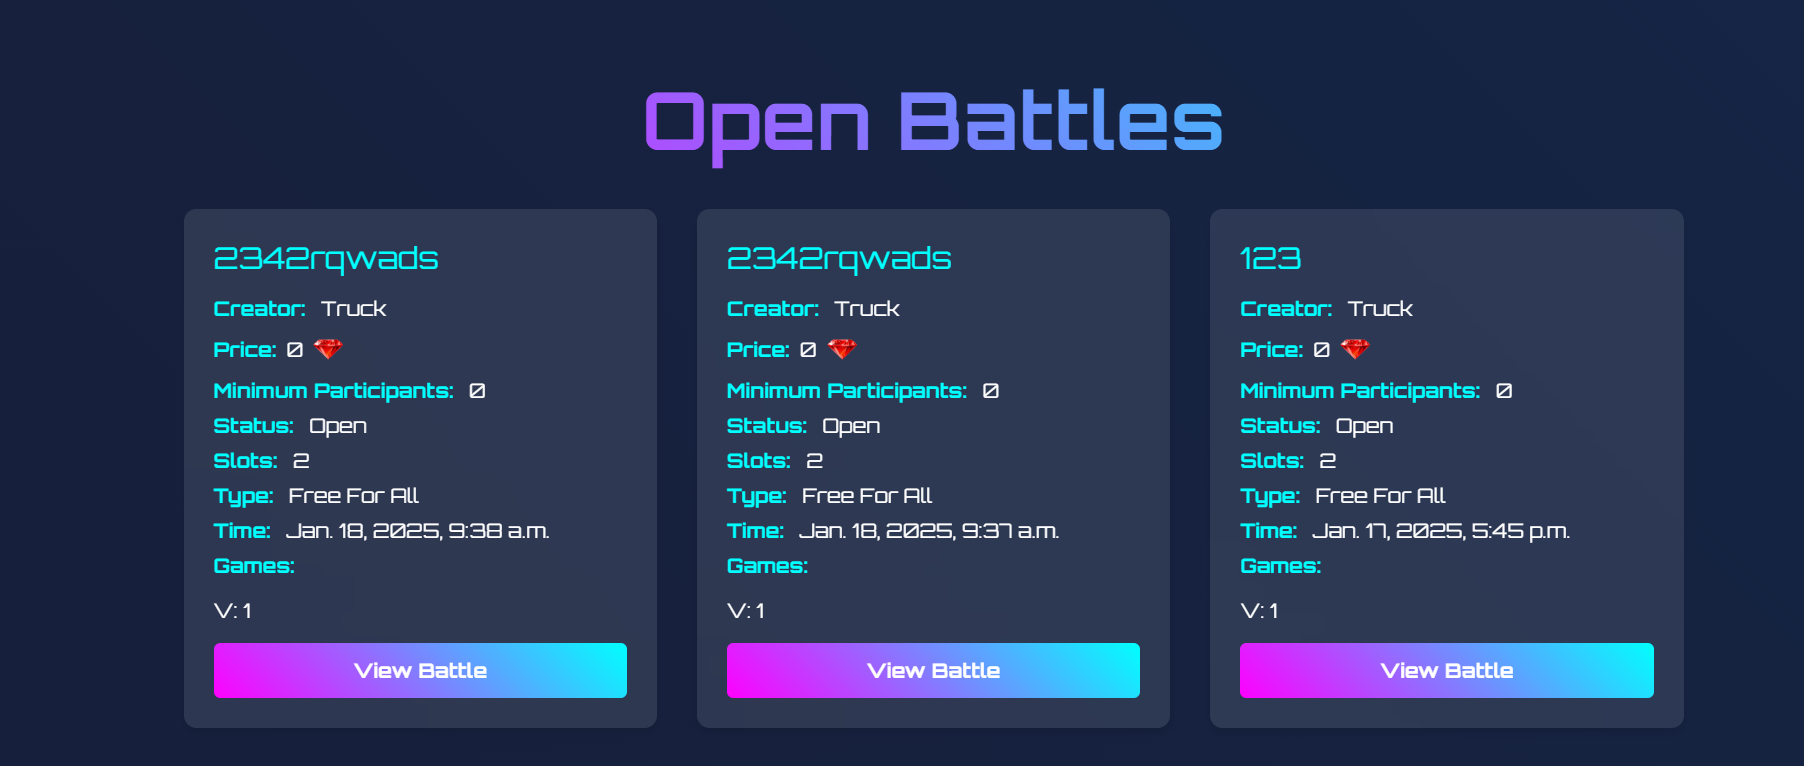 Open Battles
2342rqwads
Creator: Truck
Price: 0
Minimum Participants: 0
Status: Open
Slots: 2
Type: Free For All
Time: Jan. 18, 2025, 9:38 a.m.
Games:
V: 1
View Battle
2342rqwads
Creator: Truck
Price: 0
Minimum Participants: 0
Status: Open
Slots: 2
Type: Free For All
Time: Jan. 18, 2025, 9:37 a.m.
Games:
V: 1
View Battle
123
Creator: Truck
Price: 0
Minimum Participants: 0
Status: Open
Slots: 2
Type: Free For All
Time: Jan. 17, 2025, 5:45 p.m.
Games:
V: 1
View Battle